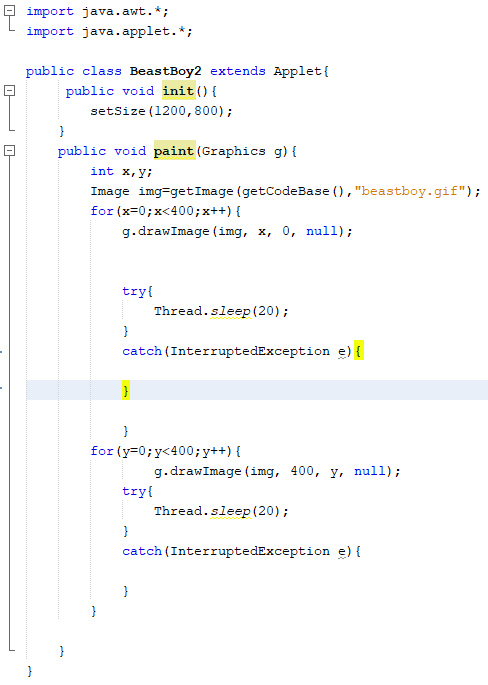 import java.awt.*;
import java.applet.*;
public class BeastBoy2 extends Applet{
public void init(){
setSize(1200,800);
}
public void paint(Graphics g){
int x,y;
Image img=getImage(getCodeBase(),"beastboy.gif");
for(x=0;x<400;x++){
g.drawImage(img, x, 0, null);
try{
Thread.sleep(20);
}
catch(InterruptedException e){
}
}
for(y=0;y<400;y++){
g.drawImage(img, 400, y, null);
try{
Thread.sleep(20);
}
catch(InterruptedException e){
}
}
}
}